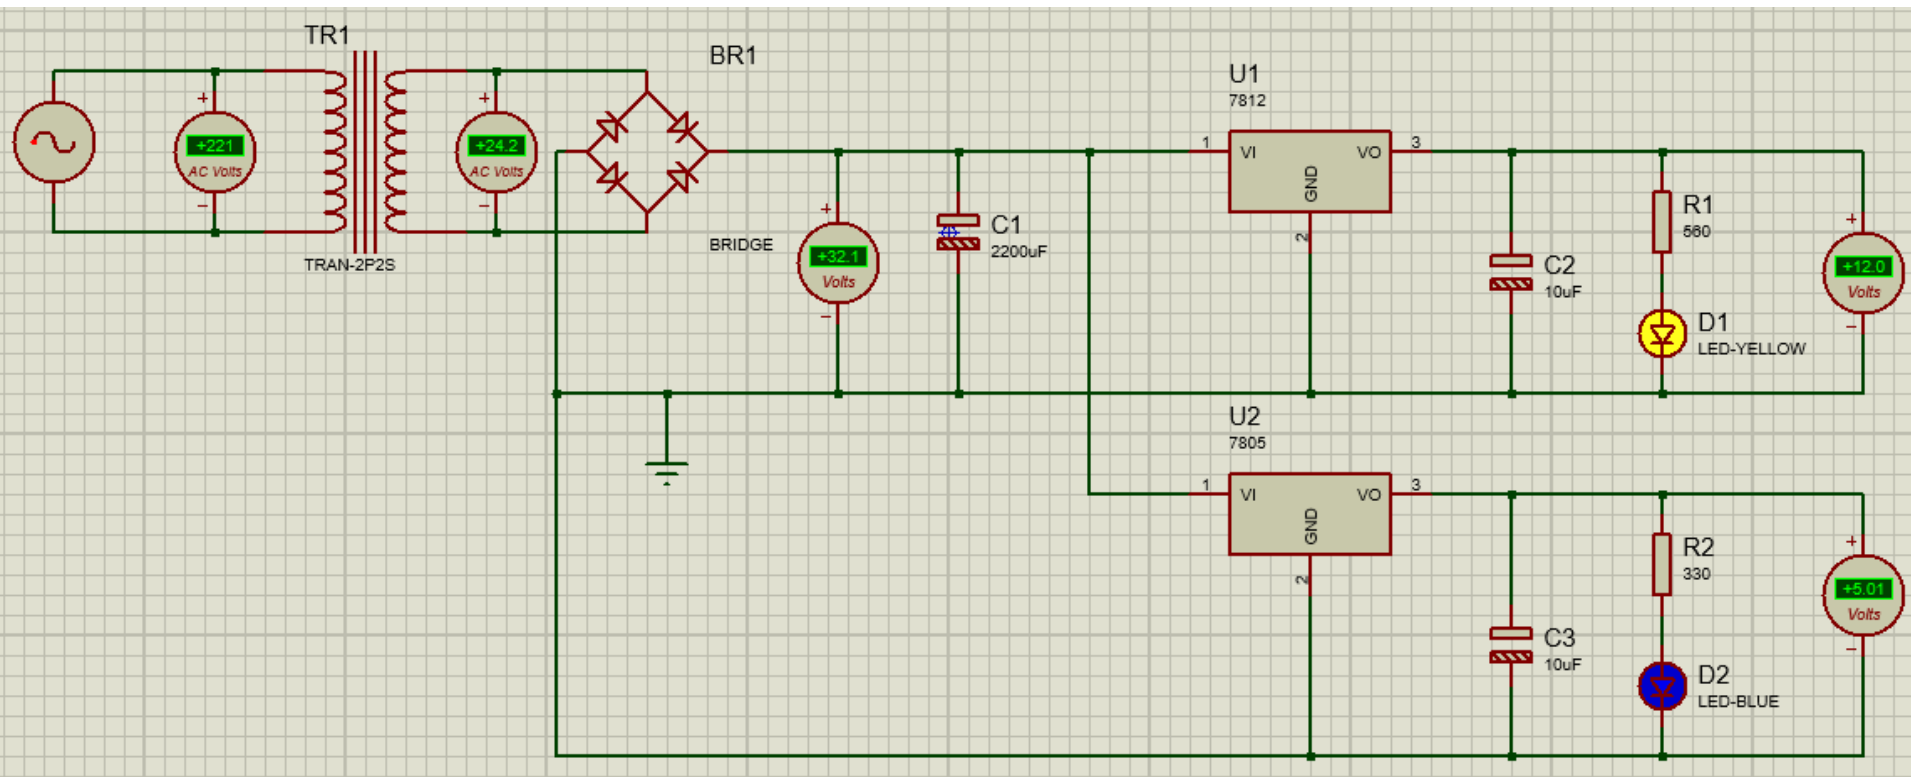 TR1
+
+221
AC Volts
−
TRAN-2P2S
+
+24.2
AC Volts
−
BR1
BRIDGE
+
+32.1
Volts
−
C1
2200uF
U1
7812
1
VI
VO
3
GND
2
C2
10uF
R1
560
D1
LED-YELLOW
+
+12.0
Volts
−
U2
7805
1
VI
VO
3
GND
2
C3
10uF
R2
330
D2
LED-BLUE
+
+5.01
Volts
−